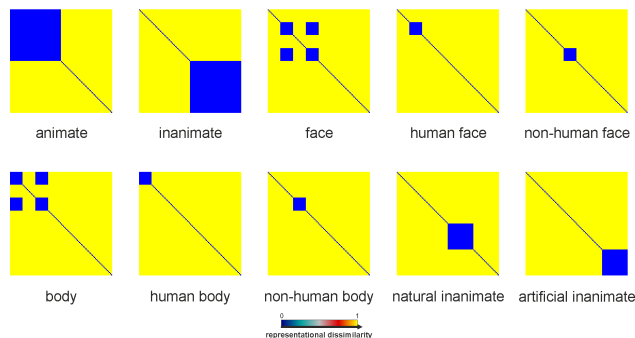 animate
inanimate
face
human face
non-human face
body
human body
non-human body
natural inanimate
artificial inanimate
0
1
representational dissimilarity